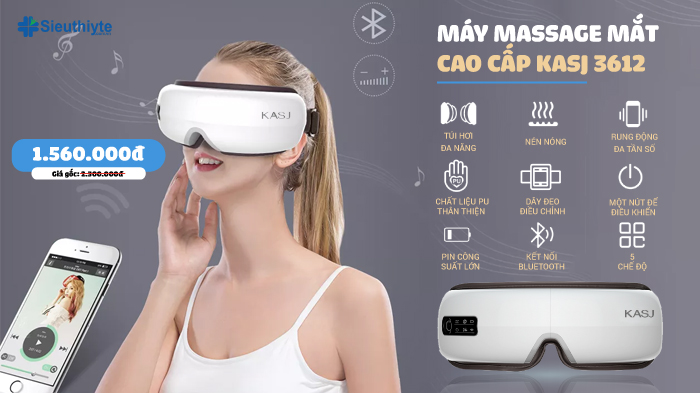 Sieuthiyte
MÁY MASSAGE MẮT
CAO CẤP KASJ 3612
KASJ
1.560.000đ
Giá gốc: 2.300.000đ
TÚI HƠI
ĐA NĂNG
NÉN NÓNG
RUNG ĐỘNG
ĐA TẦN SỐ
PU
CHẤT LIỆU PU
THÂN THIỆN
DÂY ĐEO
ĐIỀU CHỈNH
MỘT NÚT ĐỂ
ĐIỀU KHIỂN
PIN CÔNG
SUẤT LỚN
KẾT NỐI
BLUETOOTH
5
CHẾ ĐỘ
KASJ